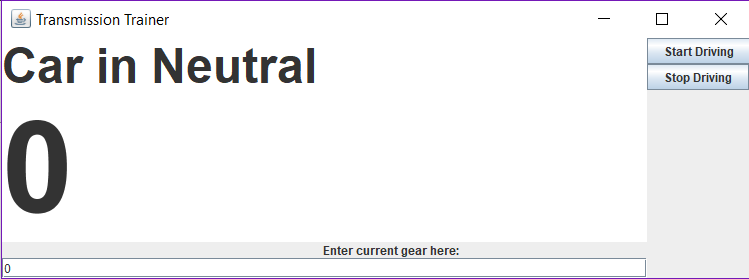 Transmission Trainer
Car in Neutral
0
Start Driving
Stop Driving
Enter current gear here:
0